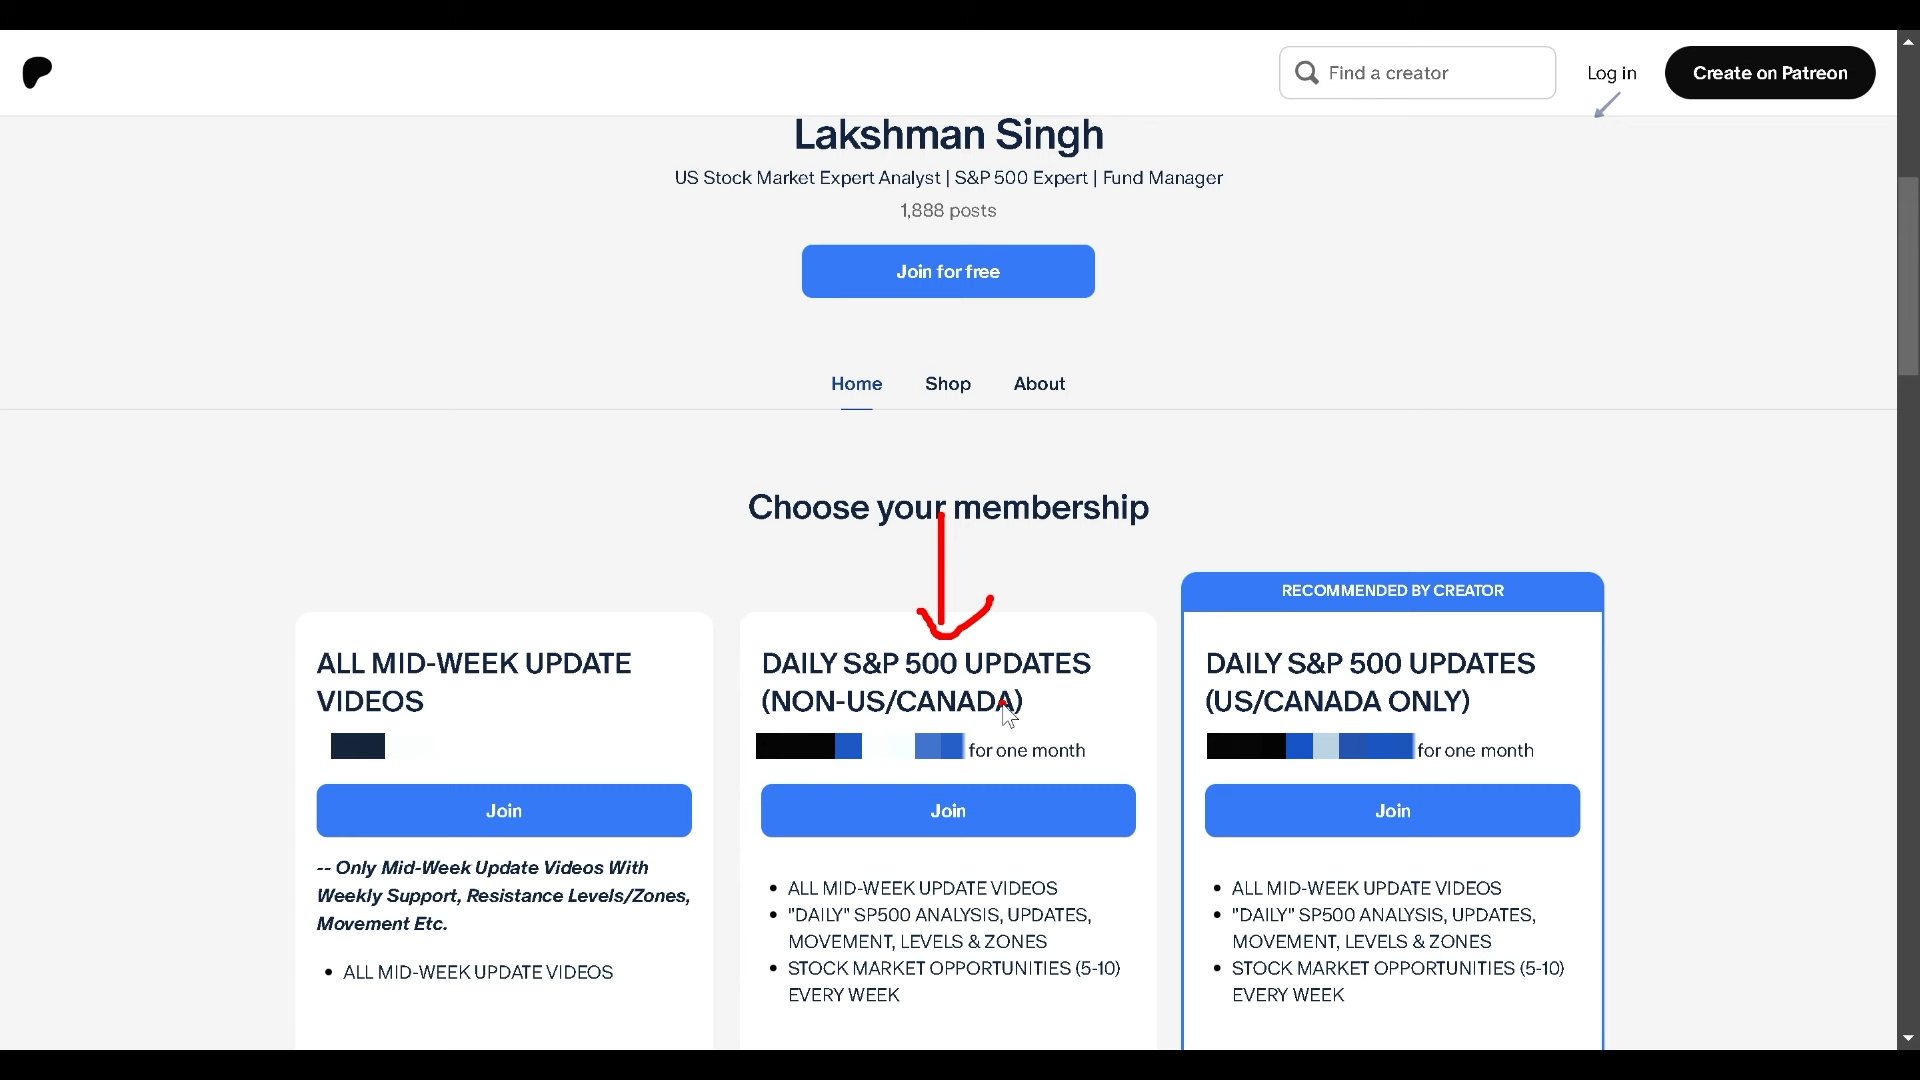 Find a creator
Log in
Create on Patreon
Lakshman Singh
US Stock Market Expert Analyst | S&P 500 Expert | Fund Manager
1,888 posts
Join for free
Home
Shop
About
Choose your membership
ALL MID-WEEK UPDATE
VIDEOS
Join
-- Only Mid-Week Update Videos With
Weekly Support, Resistance Levels/Zones,
Movement Etc.
• ALL MID-WEEK UPDATE VIDEOS
DAILY S&P 500 UPDATES
(NON-US/CANADA)
for one month
Join
• ALL MID-WEEK UPDATE VIDEOS
• "DAILY" SP500 ANALYSIS, UPDATES,
MOVEMENT, LEVELS & ZONES
• STOCK MARKET OPPORTUNITIES (5-10)
EVERY WEEK
RECOMMENDED BY CREATOR
DAILY S&P 500 UPDATES
(US/CANADA ONLY)
for one month
Join
• ALL MID-WEEK UPDATE VIDEOS
• "DAILY" SP500 ANALYSIS, UPDATES,
MOVEMENT, LEVELS & ZONES
• STOCK MARKET OPPORTUNITIES (5-10)
EVERY WEEK